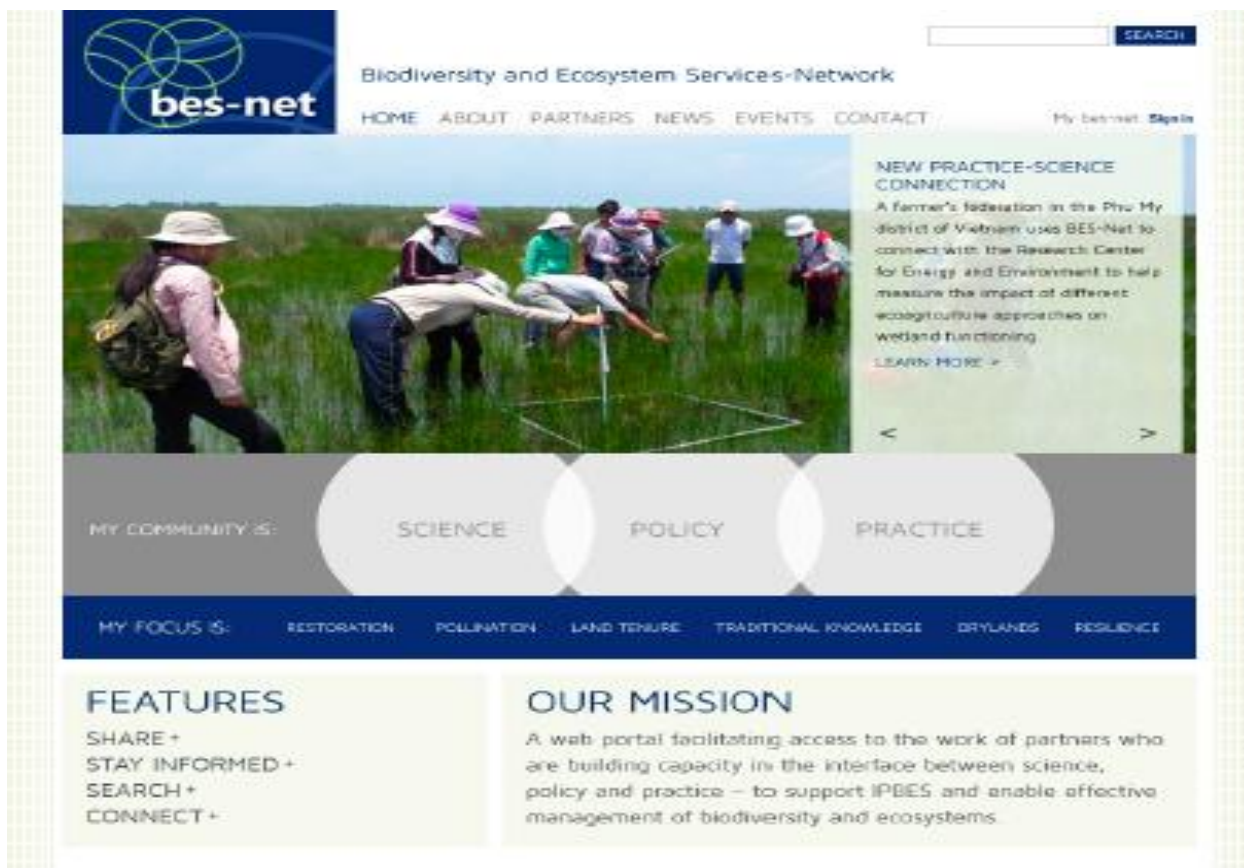 SEARCH
bes-net
Biodiversity and Ecosystem Services-Network
HOME ABOUT PARTNERS NEWS EVENTS CONTACT
My bes-net Sign in
NEW PRACTICE-SCIENCE
CONNECTION
A farmer's federation in the Phu My
district of Vietnam uses BES-Net to
connect with the Research Center
for Energy and Environment to help
measure the impact of different
ecoagriculture approaches on
wetland functioning
LEARN MORE >
< >
MY COMMUNITY IS: SCIENCE POLICY PRACTICE
MY FOCUS IS: RESTORATION POLLINATION LAND TENURE TRADITIONAL KNOWLEDGE DRYLANDS RESILIENCE
FEATURES
SHARE +
STAY INFORMED +
SEARCH +
CONNECT +
OUR MISSION
A web portal facilitating access to the work of partners who
are building capacity in the interface between science,
policy and practice – to support IPBES and enable effective
management of biodiversity and ecosystems.